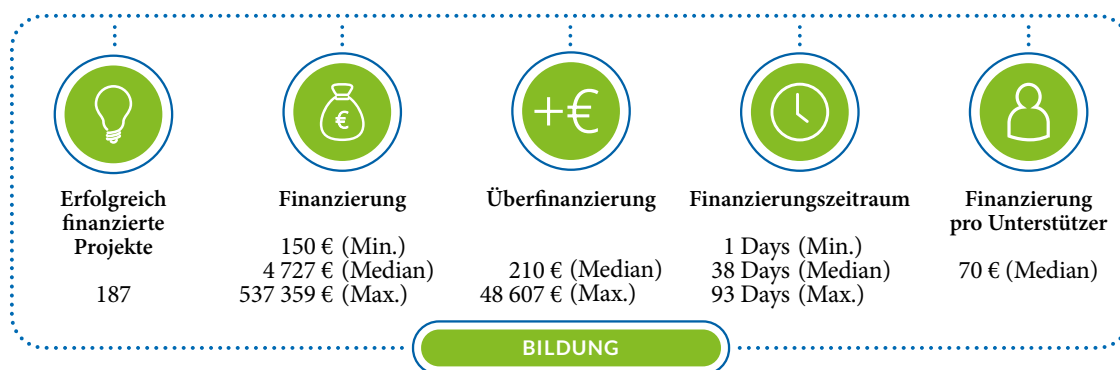 €
+€
Erfolgreich
finanzierte
Projekte
187
Finanzierung
150 € (Min.)
4 727 € (Median)
537 359 € (Max.)
Überfinanzierung
210 € (Median)
48 607 € (Max.)
Finanzierungszeitraum
1 Days (Min.)
38 Days (Median)
93 Days (Max.)
Finanzierung
pro Unterstützer
70 € (Median)
BILDUNG